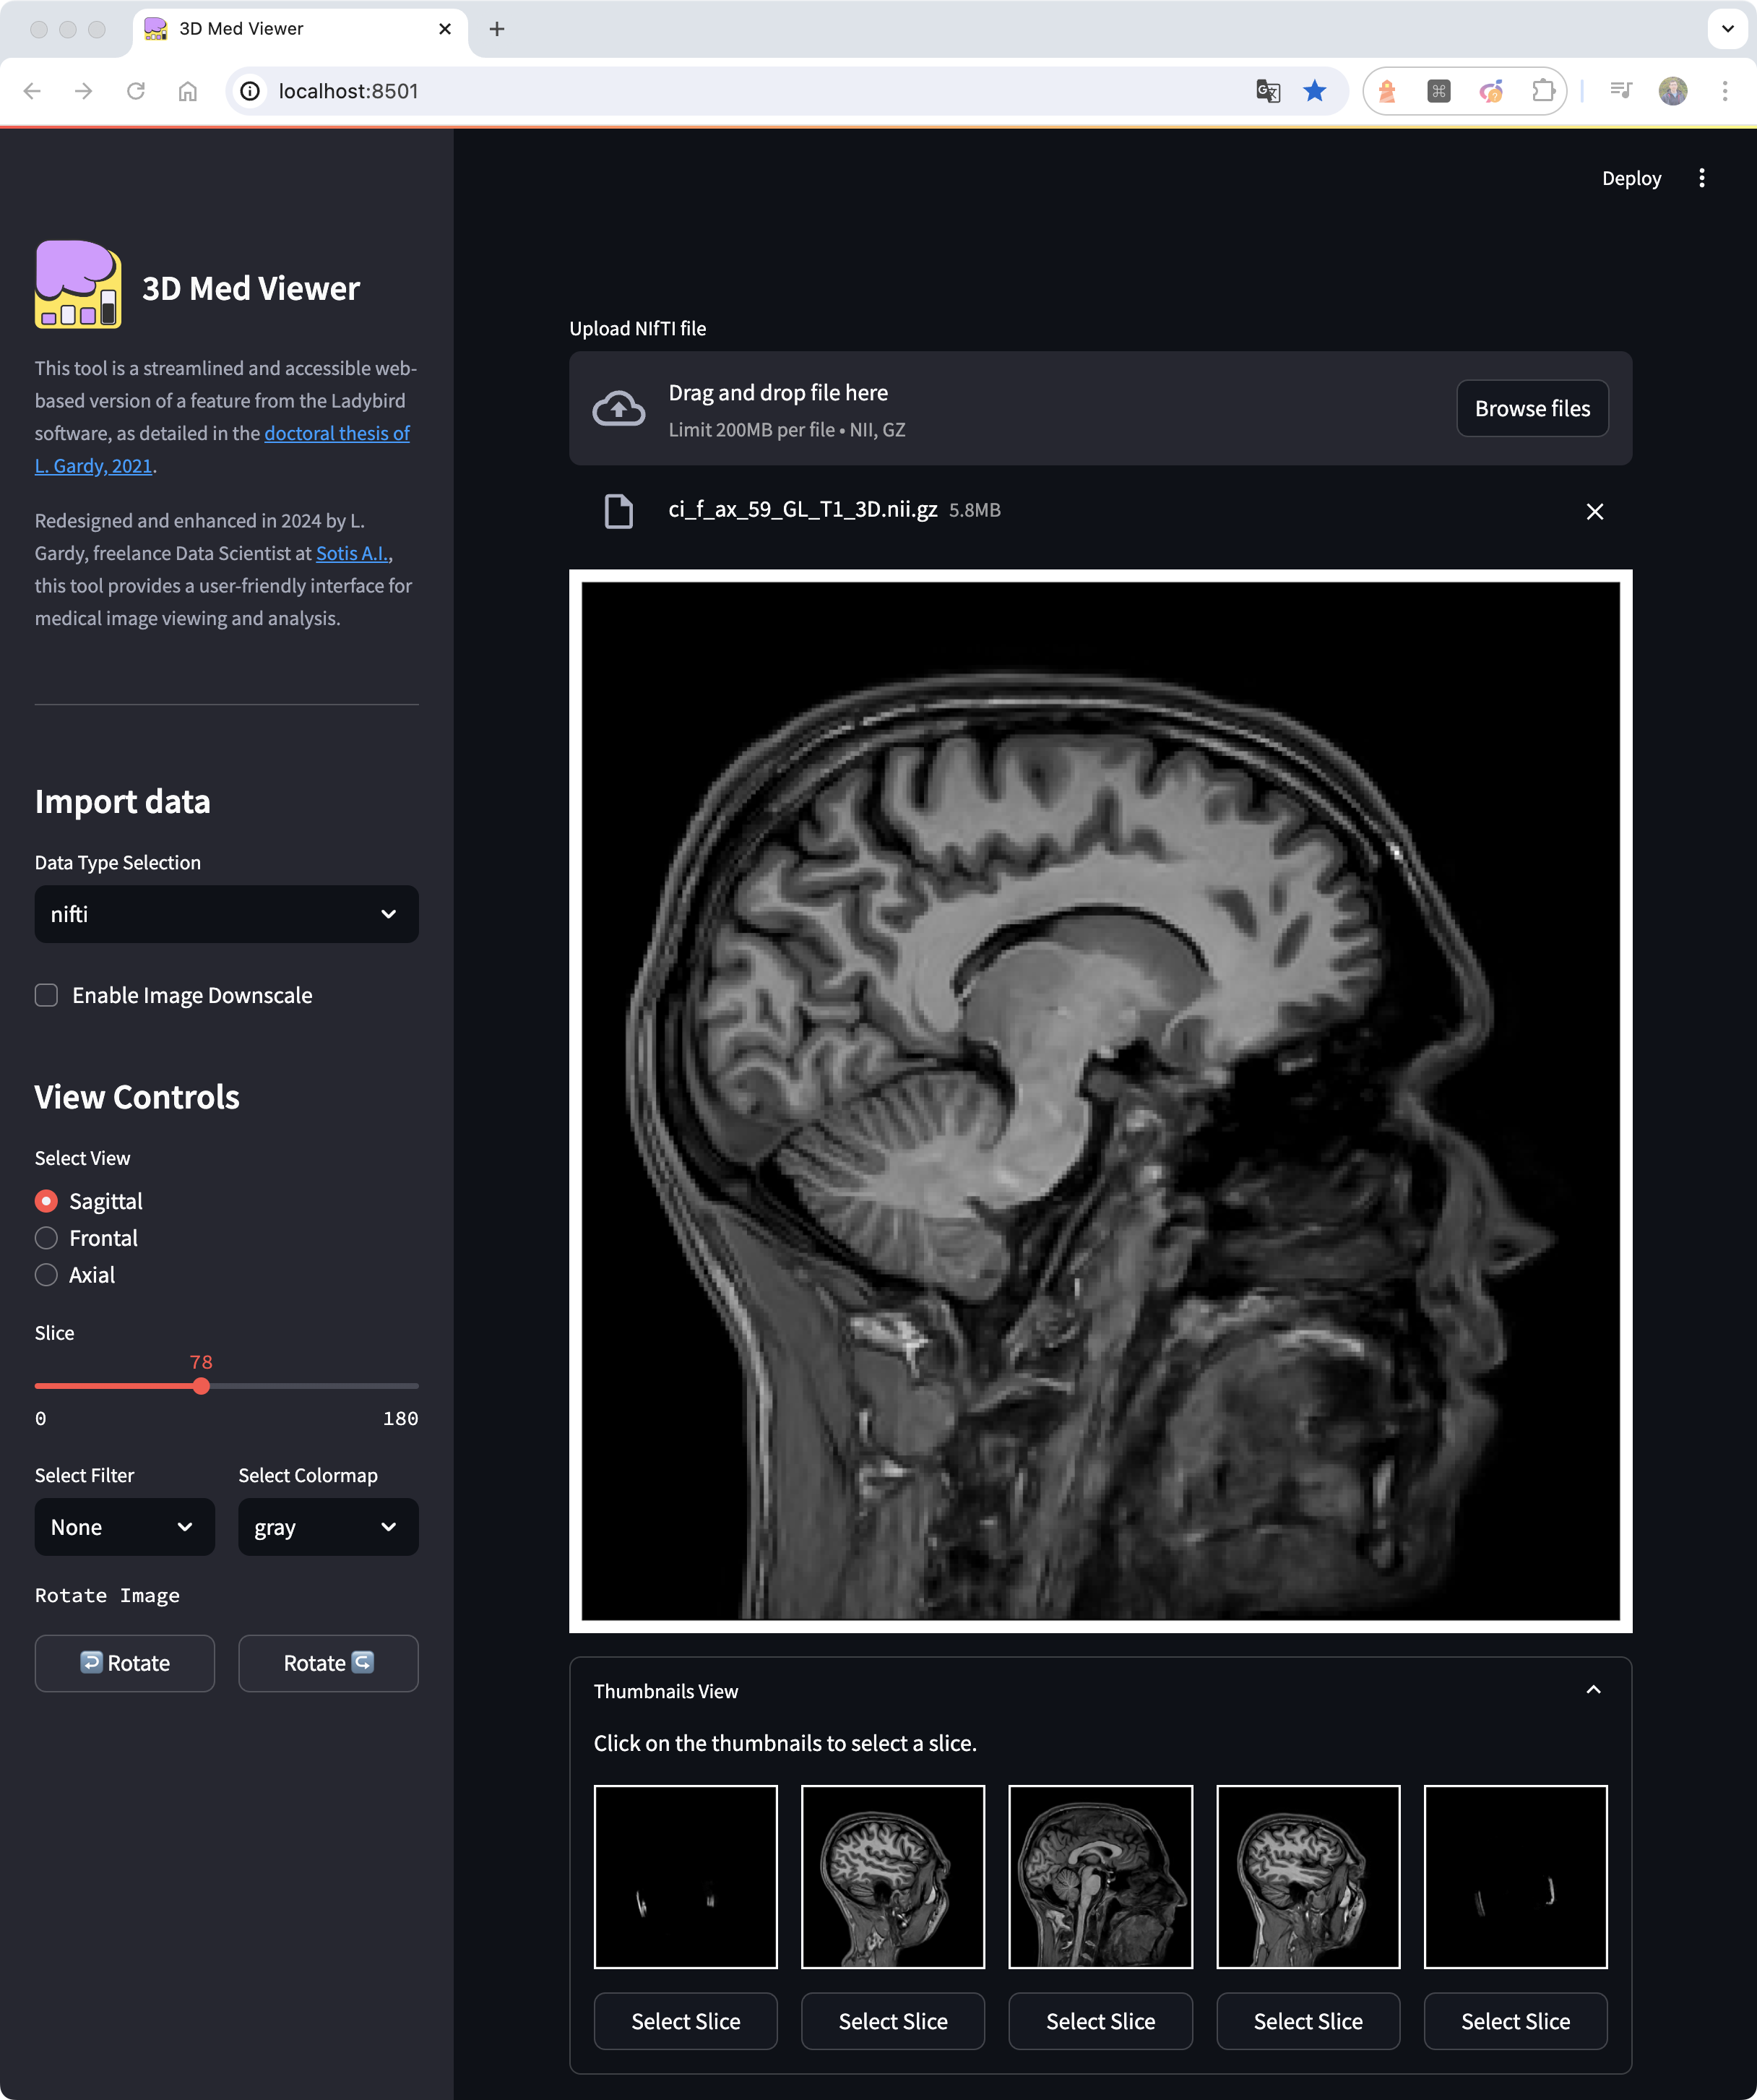 3D Med Viewer
localhost:8501
Deploy
3D Med Viewer
This tool is a streamlined and accessible web-
based version of a feature from the Ladybird
software, as detailed in the doctoral thesis of
L. Gardy, 2021.
Redesigned and enhanced in 2024 by L.
Gardy, freelance Data Scientist at Sotis A.I.,
this tool provides a user-friendly interface for
medical image viewing and analysis.
Import data
Data Type Selection
nifti
Enable Image Downscale
View Controls
Select View
Sagittal
Frontal
Axial
Slice
78
0 180
Select Filter Select Colormap
None gray
Rotate Image
Rotate Rotate
Upload NIfTI file
Drag and drop file here
Limit 200MB per file • NII, GZ
Browse files
ci_f_ax_59_GL_T1_3D.nii.gz 5.8MB
Thumbnails View
Click on the thumbnails to select a slice.
Select Slice Select Slice Select Slice Select Slice Select Slice